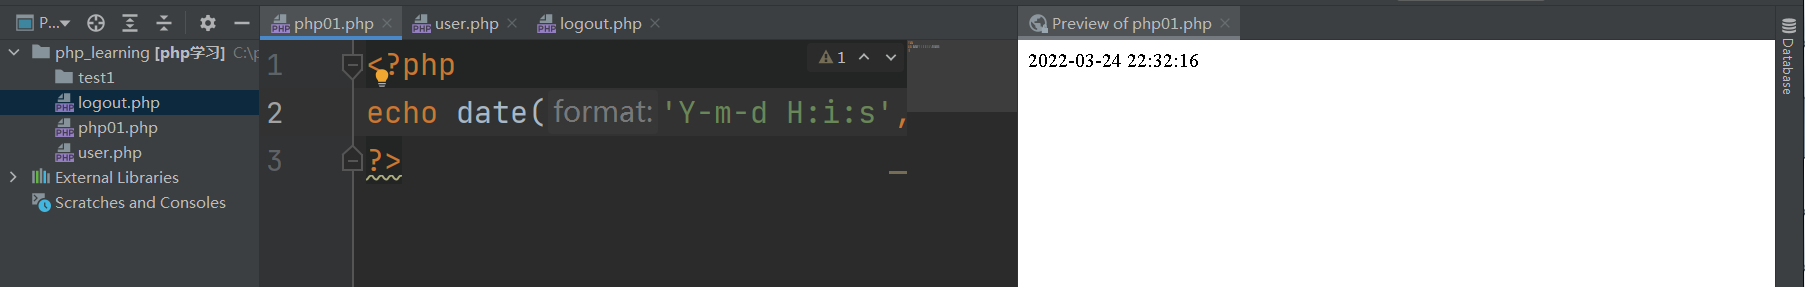 P...
php_learning [php学习] C:\p
test1
logout.php
php01.php
user.php
External Libraries
Scratches and Consoles
php01.php
user.php
logout.php
1 <?php
2 echo date( format: 'Y-m-d H:i:s',
3 ?>
1
Preview of php01.php
2022-03-24 22:32:16
Database